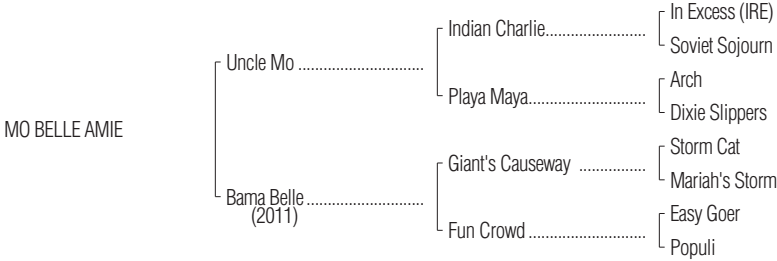 In Excess (IRE)
Indian Charlie.........................
Soviet Sojourn
Uncle Mo ...............................
Arch
Playa Maya.............................
Dixie Slippers
MO BELLE AMIE
Storm Cat
Giant's Causeway .................
Mariah's Storm
Bama Belle .............................
(2011)
Easy Goer
Fun Crowd .............................
Populi